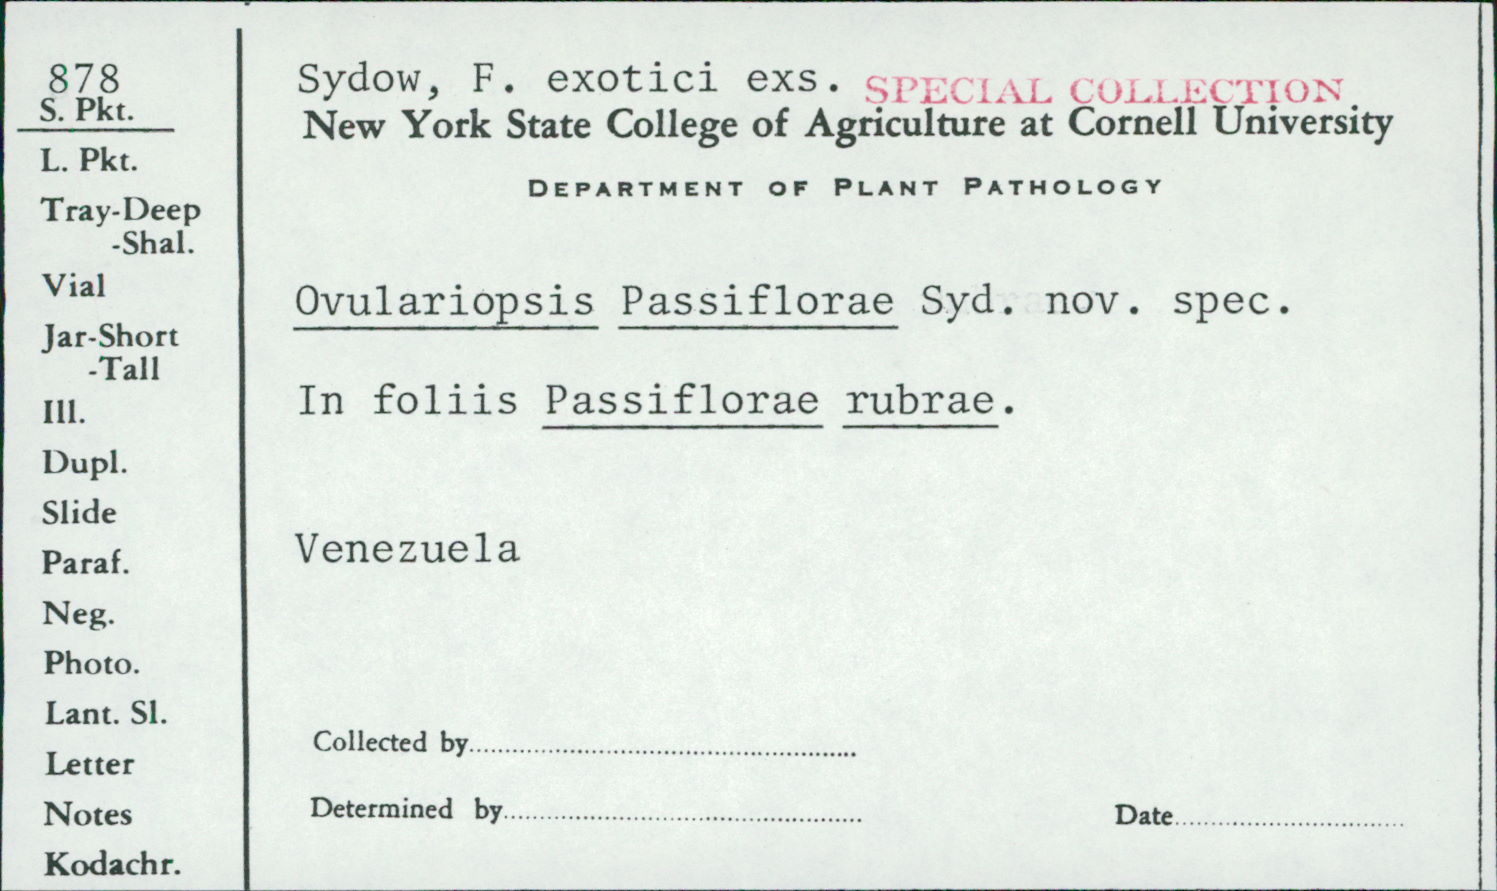 878
S. Pkt.
L. Pkt.
Tray-Deep
-Shal.
Vial
Jar-Short
-Tall
Ill.
Dupl.
Slide
Paraf.
Neg.
Photo.
Lant. Sl.
Letter
Notes
Kodachr.
Sydow, F. exotici exs. SPECIAL COLLECTION
New York State College of Agriculture at Cornell University
DEPARTMENT OF PLANT PATHOLOGY
Ovulariopsis Passiflorae Syd. nov. spec.
In foliis Passiflorae rubrae.
Venezuela
Collected by
Determined by
Date